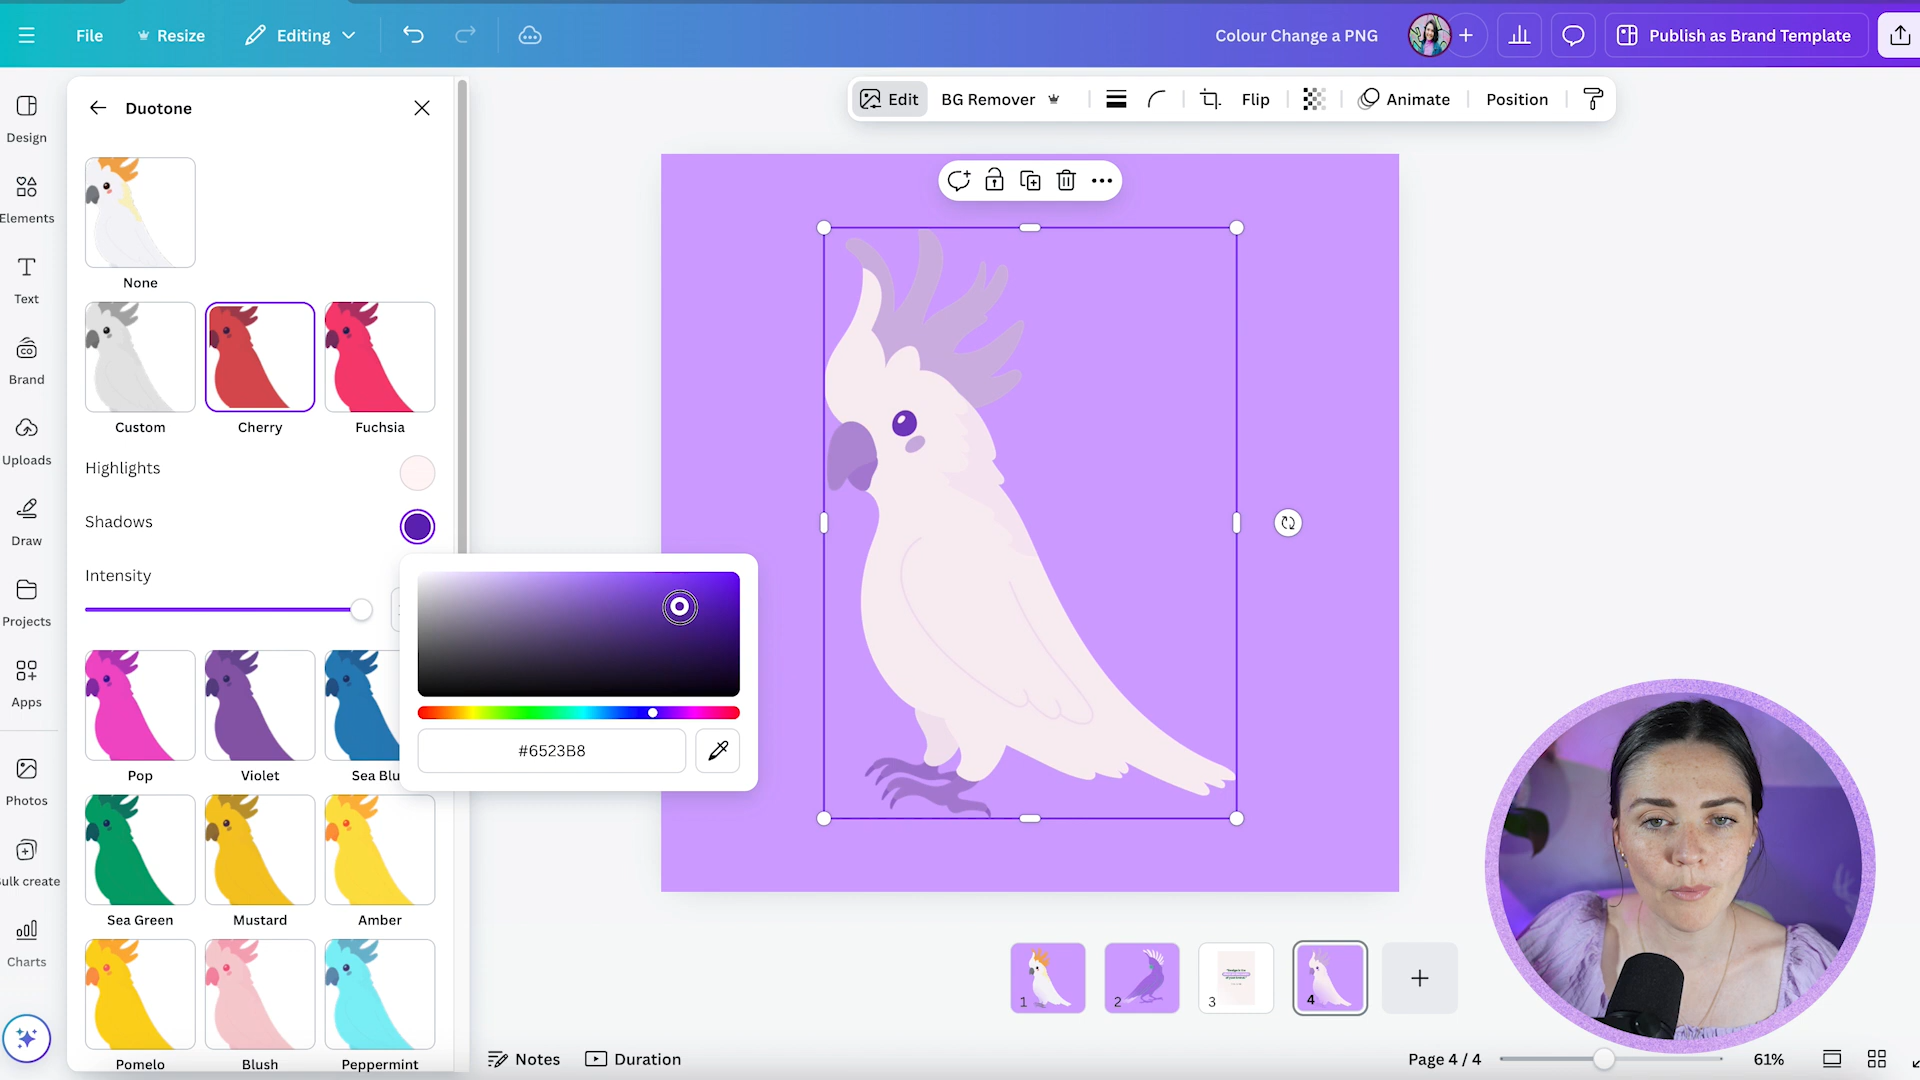 File
Resize
Editing
Colour Change a PNG
Publish as Brand Template
Design
Elements
Text
Brand
Uploads
Draw
Projects
Apps
Photos
ulk create
Charts
Duotone
None
Custom
Cherry
Fuchsia
Highlights
Shadows
Intensity
Pop
Violet
Sea Blu
Sea Green
Mustard
Amber
Pomelo
Blush
Peppermint
#6523B8
Edit
BG Remover
Flip
Animate
Position
1
2
3
4
Notes
Duration
Page 4 / 4
61%